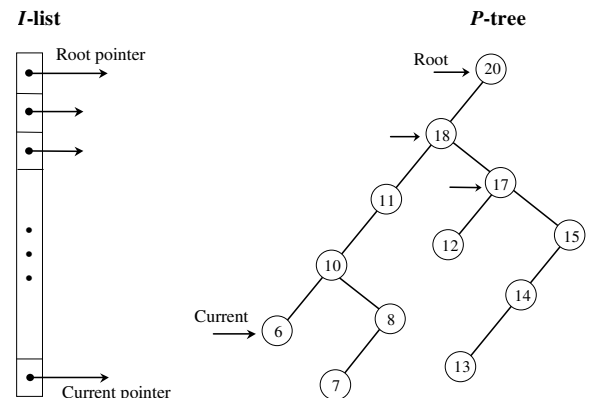 I-list
P-tree
Root pointer
Root
20
18
17
11
12
15
10
14
Current
6
8
7
13
Current pointer